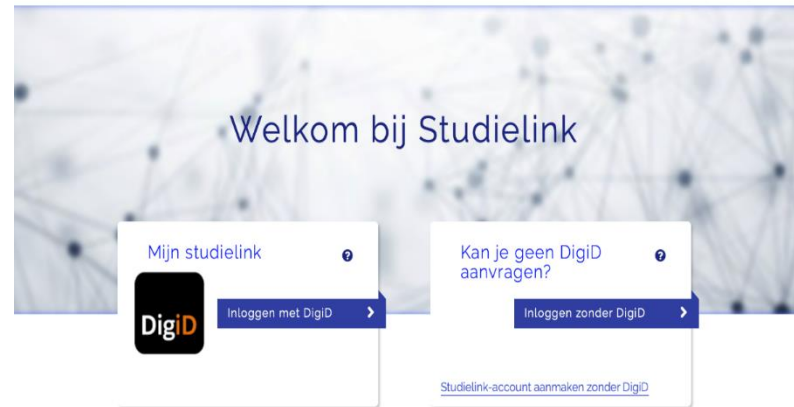 Welkom bij Studielink
Mijn studielink
?
DigiD
Inloggen met DigiD
Kan je geen DigiD
aanvragen?
?
Inloggen zonder DigiD
Studielink-account aanmaken zonder DigiD